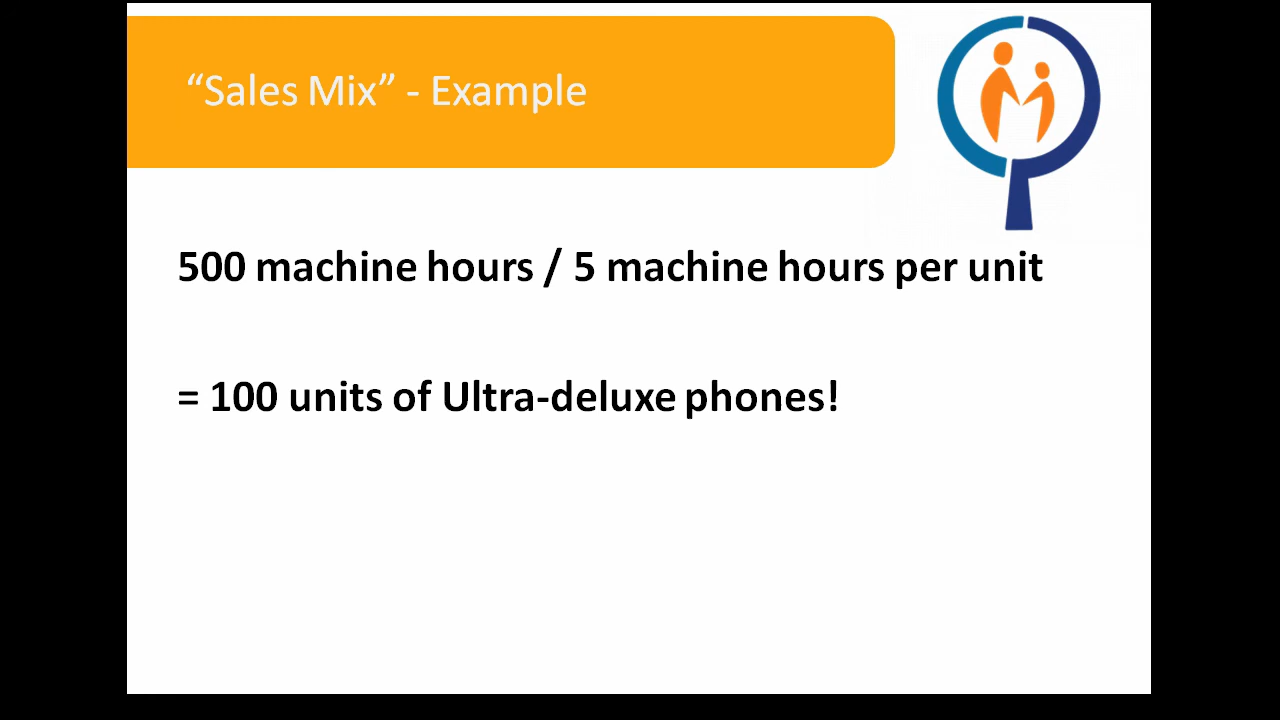 “Sales Mix” - Example
500 machine hours / 5 machine hours per unit
= 100 units of Ultra-deluxe phones!